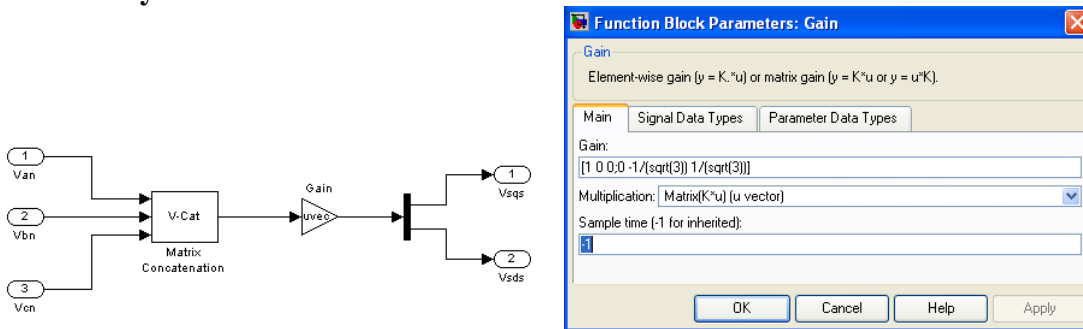 1
Van
2
Vbn
3
Vcn
V-Cat
Matrix
Concatenation
Gain
uvec
1
Vsqs
2
Vsds
Function Block Parameters: Gain
Gain
Element-wise gain (y = K.*u) or matrix gain (y = K*u or y = u*K).
Main Signal Data Types Parameter Data Types
Gain:
[1 0 0;0 -1/(sqrt(3)) 1/(sqrt(3))]
Multiplication: Matrix(K*u) (u vector)
Sample time (-1 for inherited):
-1
OK Cancel Help Apply